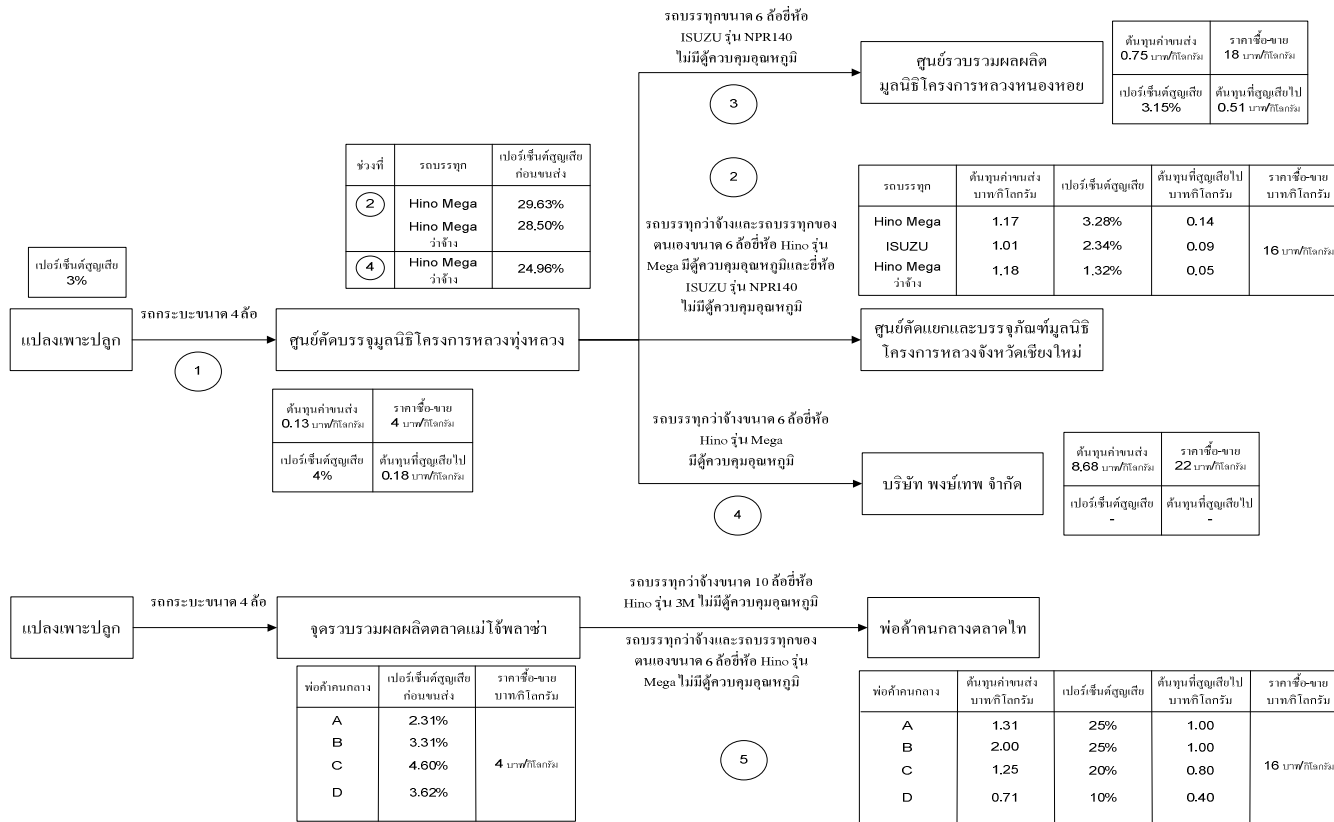 รถบรรทุกขนาด 6 ล้อยี่ห้อ
ISUZU รุ่น NPR140
ไม่มีตู้ควบคุมอุณหภูมิ
3
ศูนย์รวบรวมผลผลิต
มูลนิธิโครงการหลวงหนองหอย
ต้นทุนค่าขนส่ง
0.75 บาท/กิโลกรัม
ราคาซื้อ-ขาย
18 บาท/กิโลกรัม
เปอร์เซ็นต์สูญเสีย
3.15%
ต้นทุนที่สูญเสียไป
0.51 บาท/กิโลกรัม
ช่วงที่ รถบรรทุก เปอร์เซ็นต์สูญเสีย
ก่อนขนส่ง
2 Hino Mega 29.63%
Hino Mega 28.50%
ว่าจ้าง
4 Hino Mega 24.96%
ว่าจ้าง
2
รถบรรทุกว่าจ้างและรถบรรทุกของ
ตนเองขนาด 6 ล้อยี่ห้อ Hino รุ่น
Mega มีตู้ควบคุมอุณหภูมิและยี่ห้อ
ISUZU รุ่น NPR140
ไม่มีตู้ควบคุมอุณหภูมิ
รถบรรทุก ต้นทุนค่าขนส่ง เปอร์เซ็นต์สูญเสีย ต้นทุนที่สูญเสียไป ราคาซื้อ-ขาย
บาท/กิโลกรัม บาท/กิโลกรัม บาท/กิโลกรัม
Hino Mega 1.17 3.28% 0.14
ISUZU 1.01 2.34% 0.09 16 บาท/กิโลกรัม
Hino Mega 1.18 1.32% 0.05
ว่าจ้าง
เปอร์เซ็นต์สูญเสีย
3%
แปลงเพาะปลูก
รถกระบะขนาด 4 ล้อ
1
ศูนย์คัดบรรจุมูลนิธิโครงการหลวงทุ่งหลวง
ศูนย์คัดแยกและบรรจุภัณฑ์มูลนิธิ
โครงการหลวงจังหวัดเชียงใหม่
ต้นทุนค่าขนส่ง
0.13 บาท/กิโลกรัม
ราคาซื้อ-ขาย
4 บาท/กิโลกรัม
เปอร์เซ็นต์สูญเสีย
4%
ต้นทุนที่สูญเสียไป
0.18 บาท/กิโลกรัม
รถบรรทุกว่าจ้างขนาด 6 ล้อยี่ห้อ
Hino รุ่น Mega
มีตู้ควบคุมอุณหภูมิ
4
บริษัท พงษ์เทพ จำกัด
ต้นทุนค่าขนส่ง
8.68 บาท/กิโลกรัม
ราคาซื้อ-ขาย
22 บาท/กิโลกรัม
เปอร์เซ็นต์สูญเสีย
-
ต้นทุนที่สูญเสียไป
-
แปลงเพาะปลูก
รถกระบะขนาด 4 ล้อ
จุดรวบรวมผลผลิตตลาดแม่โจ้พลาซ่า
รถบรรทุกว่าจ้างขนาด 10 ล้อยี่ห้อ
Hino รุ่น 3M ไม่มีตู้ควบคุมอุณหภูมิ
รถบรรทุกว่าจ้างและรถบรรทุกของ
ตนเองขนาด 6 ล้อยี่ห้อ Hino รุ่น
Mega ไม่มีตู้ควบคุมอุณหภูมิ
5
พ่อค้าคนกลางตลาดไท
พ่อค้าคนกลาง เปอร์เซ็นต์สูญเสีย ราคาซื้อ-ขาย
ก่อนขนส่ง บาท/กิโลกรัม
A 2.31%
B 3.31%
C 4.60% 4 บาท/กิโลกรัม
D 3.62%
พ่อค้าคนกลาง ต้นทุนค่าขนส่ง เปอร์เซ็นต์สูญเสีย ต้นทุนที่สูญเสียไป ราคาซื้อ-ขาย
บาท/กิโลกรัม บาท/กิโลกรัม บาท/กิโลกรัม
A 1.31 25% 1.00
B 2.00 25% 1.00
C 1.25 20% 0.80 16 บาท/กิโลกรัม
D 0.71 10% 0.40